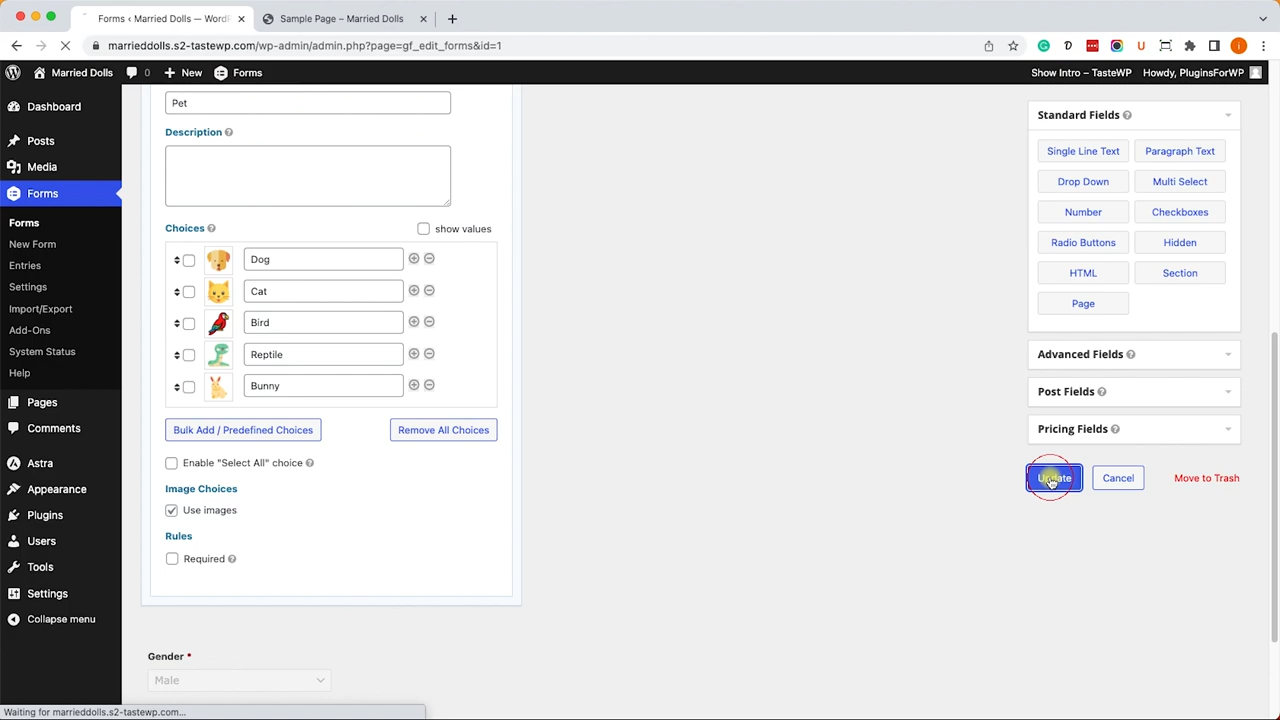 Forms ‹ Married Dolls — WordPr
Sample Page – Married Dolls
marrieddolls.s2-tastewp.com/wp-admin/admin.php?page=gf_edit_forms&id=1
Married Dolls
0
New
Forms
Show Intro – TasteWP
Howdy, PluginsForWP
Dashboard
Posts
Media
Forms
Forms
New Form
Entries
Settings
Import/Export
Add-Ons
System Status
Help
Pages
Comments
Astra
Appearance
Plugins
Users
Tools
Settings
Collapse menu
Pet
Description
Choices
show values
Dog
Cat
Bird
Reptile
Bunny
Bulk Add / Predefined Choices
Remove All Choices
Enable "Select All" choice
Image Choices
Use images
Rules
Required
Gender *
Male
Standard Fields
Single Line Text
Paragraph Text
Drop Down
Multi Select
Number
Checkboxes
Radio Buttons
Hidden
HTML
Section
Page
Advanced Fields
Post Fields
Pricing Fields
Update
Cancel
Move to Trash
Waiting for marrieddolls.s2-tastewp.com...